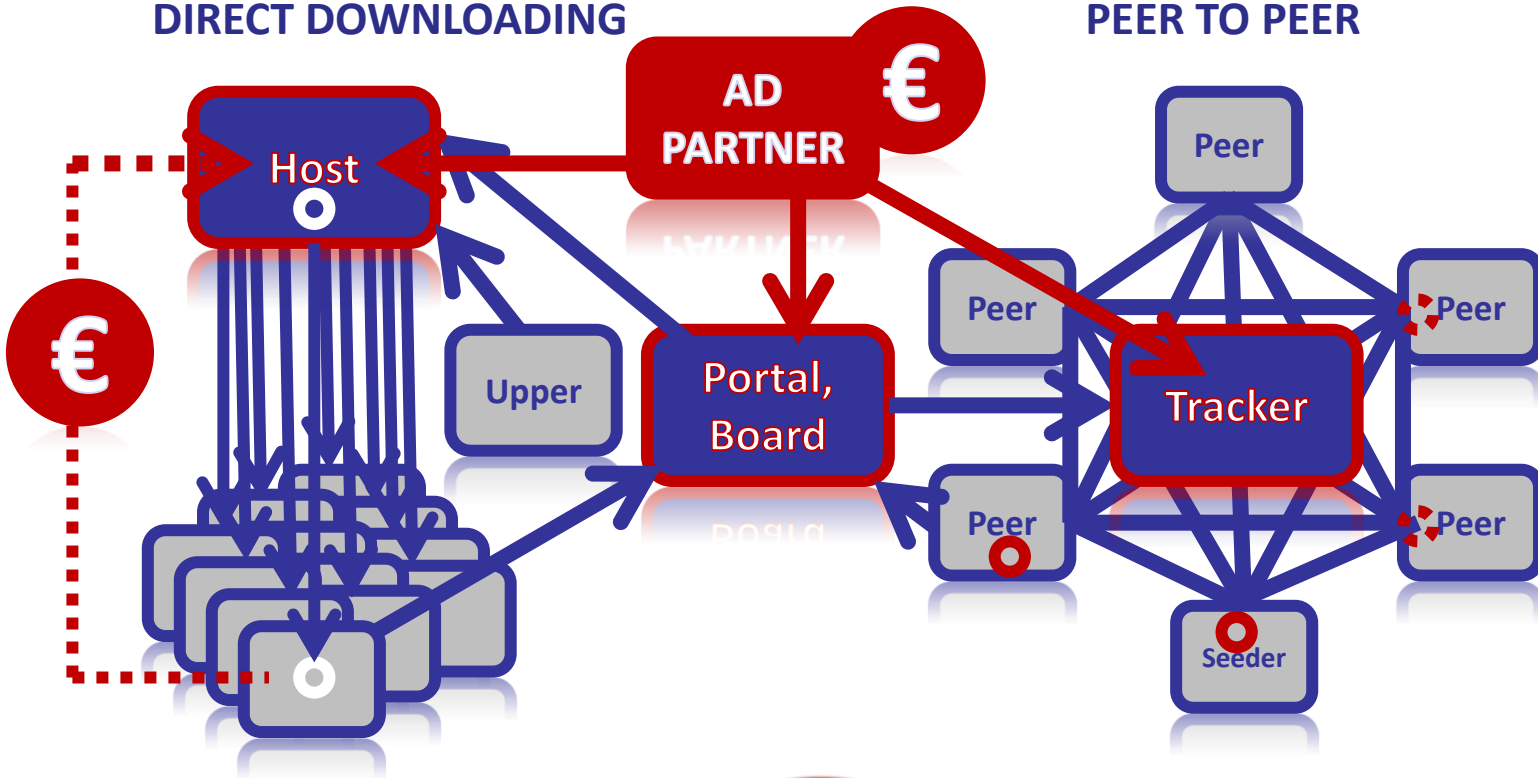 DIRECT DOWNLOADING
PEER TO PEER
AD
PARTNER
€
Host
€
Upper
Portal,
Board
Peer
Peer
Peer
Tracker
Peer
Peer
Seeder